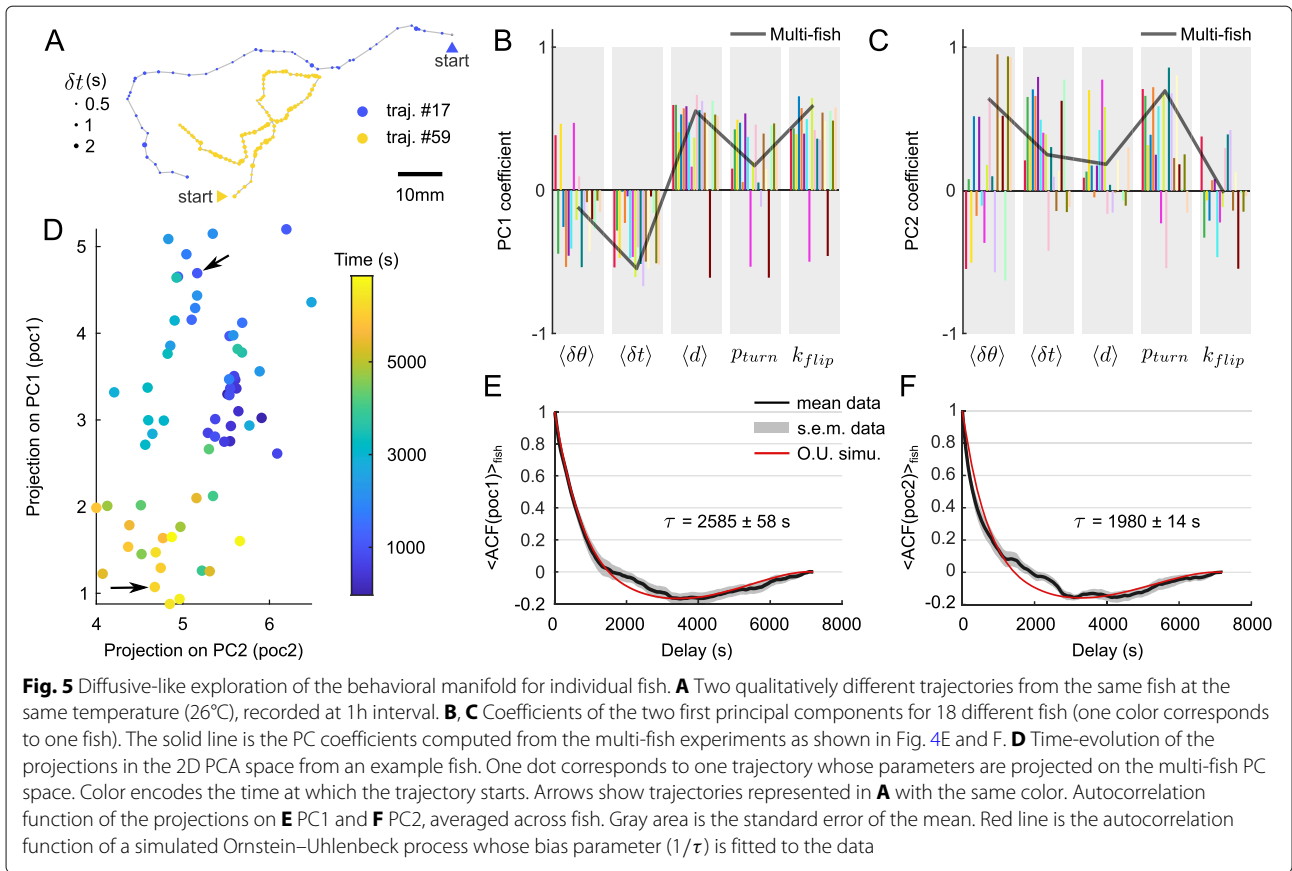 A
start
δt(s)
· 0.5
· 1
• 2
traj. #17
traj. #59
start
10mm
B
Multi-fish
1
0
-1
PC1 coefficient
⟨δθ⟩ ⟨δt⟩ ⟨d⟩ p_turn k_flip
C
Multi-fish
1
0
-1
PC2 coefficient
⟨δθ⟩ ⟨δt⟩ ⟨d⟩ p_turn k_flip
D
5
4
3
2
1
Projection on PC1 (poc1)
4 5 6
Projection on PC2 (poc2)
Time (s)
5000
3000
1000
E
mean data
s.e.m. data
O.U. simu.
1
0.8
0.6
0.4
0.2
0
-0.2
<ACF(poc1)>fish
τ = 2585 ± 58 s
0 2000 4000 6000 8000
Delay (s)
F
1
0.8
0.6
0.4
0.2
0
-0.2
<ACF(poc2)>fish
τ = 1980 ± 14 s
0 2000 4000 6000 8000
Delay (s)
Fig. 5 Diffusive-like exploration of the behavioral manifold for individual fish. A Two qualitatively different trajectories from the same fish at the
same temperature (26°C), recorded at 1h interval. B, C Coefficients of the two first principal components for 18 different fish (one color corresponds
to one fish). The solid line is the PC coefficients computed from the multi-fish experiments as shown in Fig. 4E and F. D Time-evolution of the
projections in the 2D PCA space from an example fish. One dot corresponds to one trajectory whose parameters are projected on the multi-fish PC
space. Color encodes the time at which the trajectory starts. Arrows show trajectories represented in A with the same color. Autocorrelation
function of the projections on E PC1 and F PC2, averaged across fish. Gray area is the standard error of the mean. Red line is the autocorrelation
function of a simulated Ornstein–Uhlenbeck process whose bias parameter (1/τ) is fitted to the data